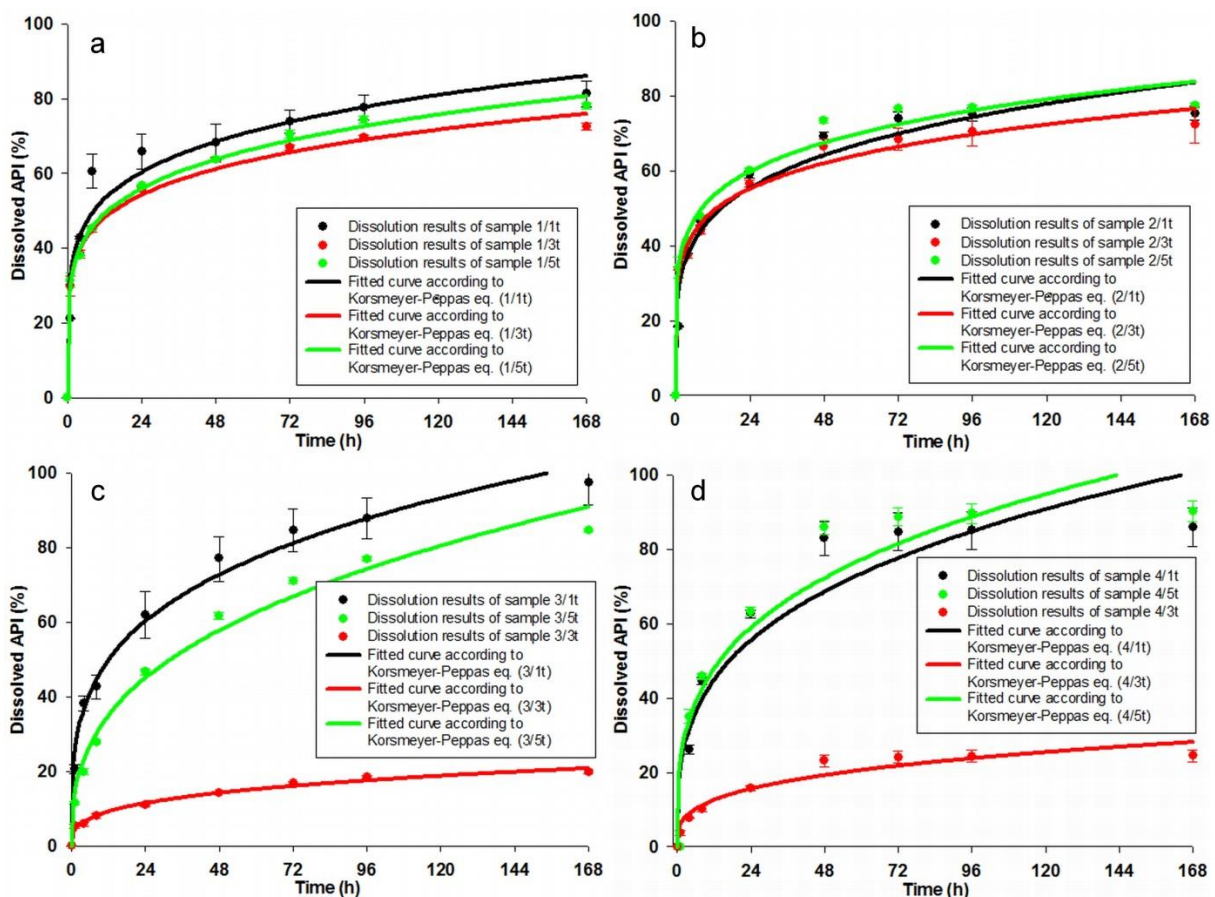 a
100
80
60
40
20
0
Dissolved API (%)
Dissolution results of sample 1/1t
Dissolution results of sample 1/3t
Dissolution results of sample 1/5t
Fitted curve according to
Korsmeyer-Peppas eq. (1/1t)
Fitted curve according to
Korsmeyer-Peppas eq. (1/3t)
Fitted curve according to
Korsmeyer-Peppas eq. (1/5t)
0 24 48 72 96 120 144 168
Time (h)
b
100
80
60
40
20
0
Dissolved API (%)
Dissolution results of sample 2/1t
Dissolution results of sample 2/3t
Dissolution results of sample 2/5t
Fitted curve according to
Korsmeyer-Peppas eq. (2/1t)
Fitted curve according to
Korsmeyer-Peppas eq. (2/3t)
Fitted curve according to
Korsmeyer-Peppas eq. (2/5t)
0 24 48 72 96 120 144 168
Time (h)
c
100
80
60
40
20
0
Dissolved API (%)
Dissolution results of sample 3/1t
Dissolution results of sample 3/5t
Dissolution results of sample 3/3t
Fitted curve according to
Korsmeyer-Peppas eq. (3/1t)
Fitted curve according to
Korsmeyer-Peppas eq. (3/3t)
Fitted curve according to
Korsmeyer-Peppas eq. (3/5t)
0 24 48 72 96 120 144 168
Time (h)
d
100
80
60
40
20
0
Dissolved API (%)
Dissolution results of sample 4/1t
Dissolution results of sample 4/5t
Dissolution results of sample 4/3t
Fitted curve according to
Korsmeyer-Peppas eq. (4/1t)
Fitted curve according to
Korsmeyer-Peppas eq. (4/3t)
Fitted curve according to
Korsmeyer-Peppas eq. (4/5t)
0 24 48 72 96 120 144 168
Time (h)